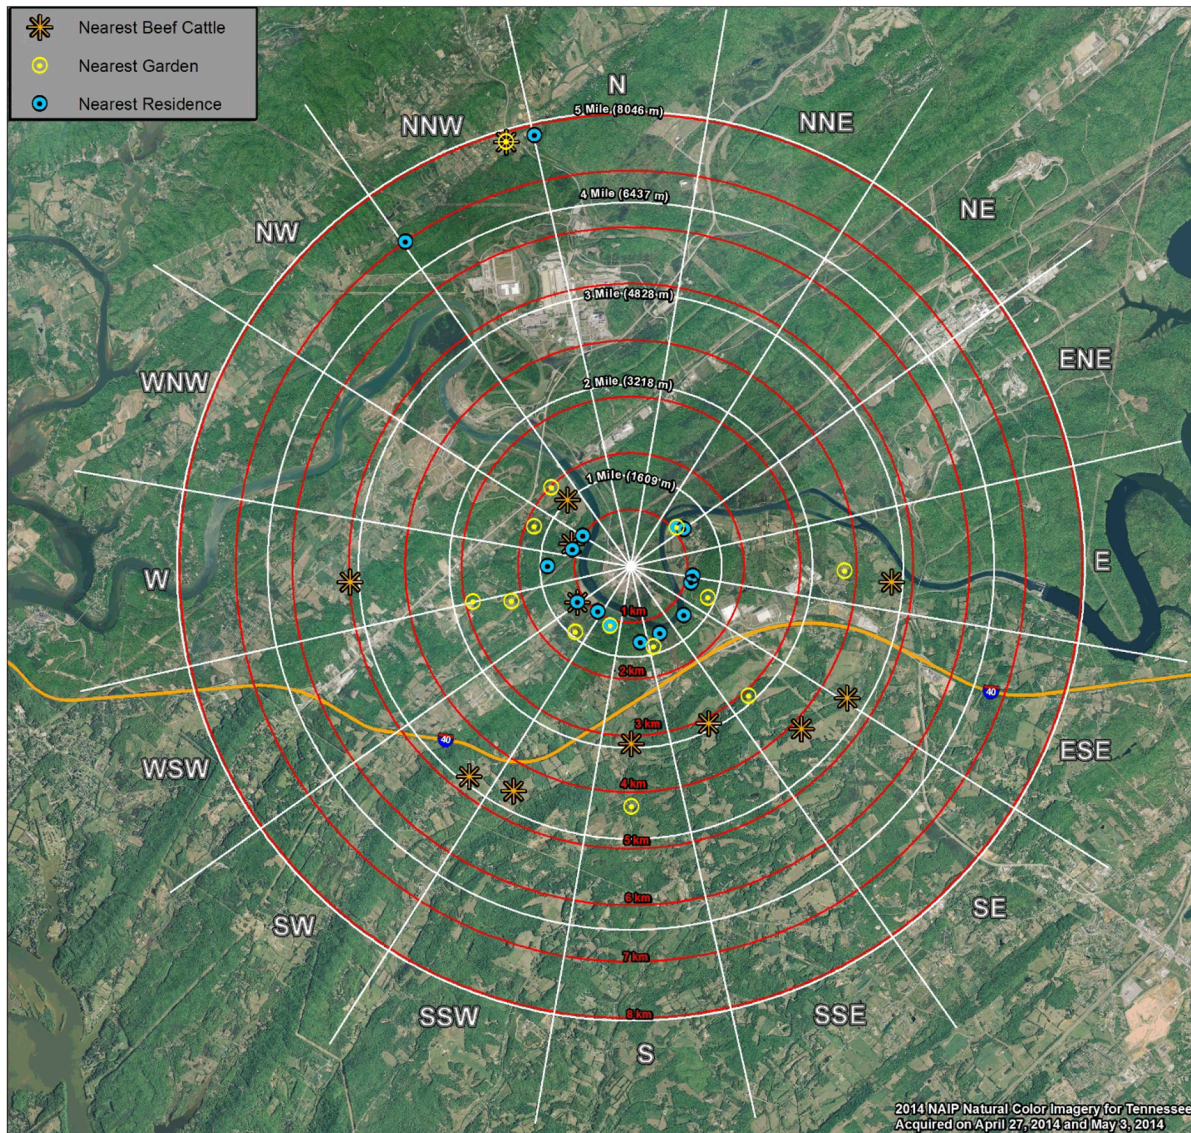 Nearest Beef Cattle
Nearest Garden
Nearest Residence
N
5 Mile (8046 m)
NNW
NNE
4 Mile (6437 m)
NW
NE
3 Mile (4828 m)
WNW
ENE
2 Mile (3218 m)
1 Mile (1609 m)
W
E
1 km
2 km
40
3 km
40
WSW
ESE
4 km
5 km
6 km
SW
SE
7 km
SSW
8 km
SSE
S
2014 NAIP Natural Color Imagery for Tennessee
Acquired on April 27, 2014 and May 3, 2014